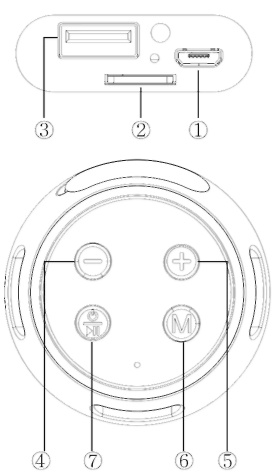 ③ ② ①
M
④ ⑦ ⑥ ⑤